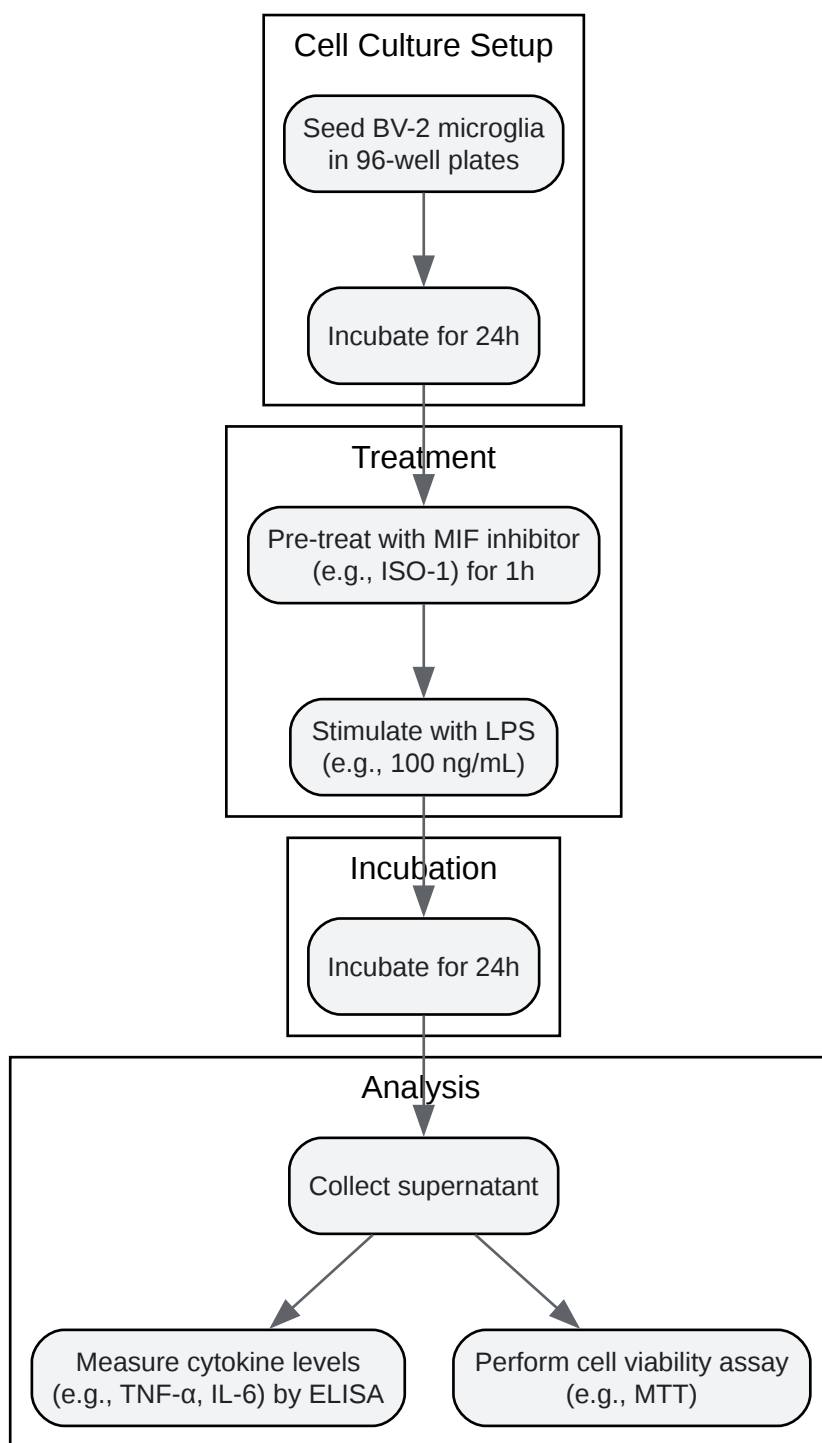 Cell Culture Setup
Seed BV-2 microglia
in 96-well plates
Incubate for 24h
Treatment
Pre-treat with MIF inhibitor
(e.g., ISO-1) for 1h
Stimulate with LPS
(e.g., 100 ng/mL)
Incubation
Incubate for 24h
Analysis
Collect supernatant
Measure cytokine levels
(e.g., TNF-α, IL-6) by ELISA
Perform cell viability assay
(e.g., MTT)